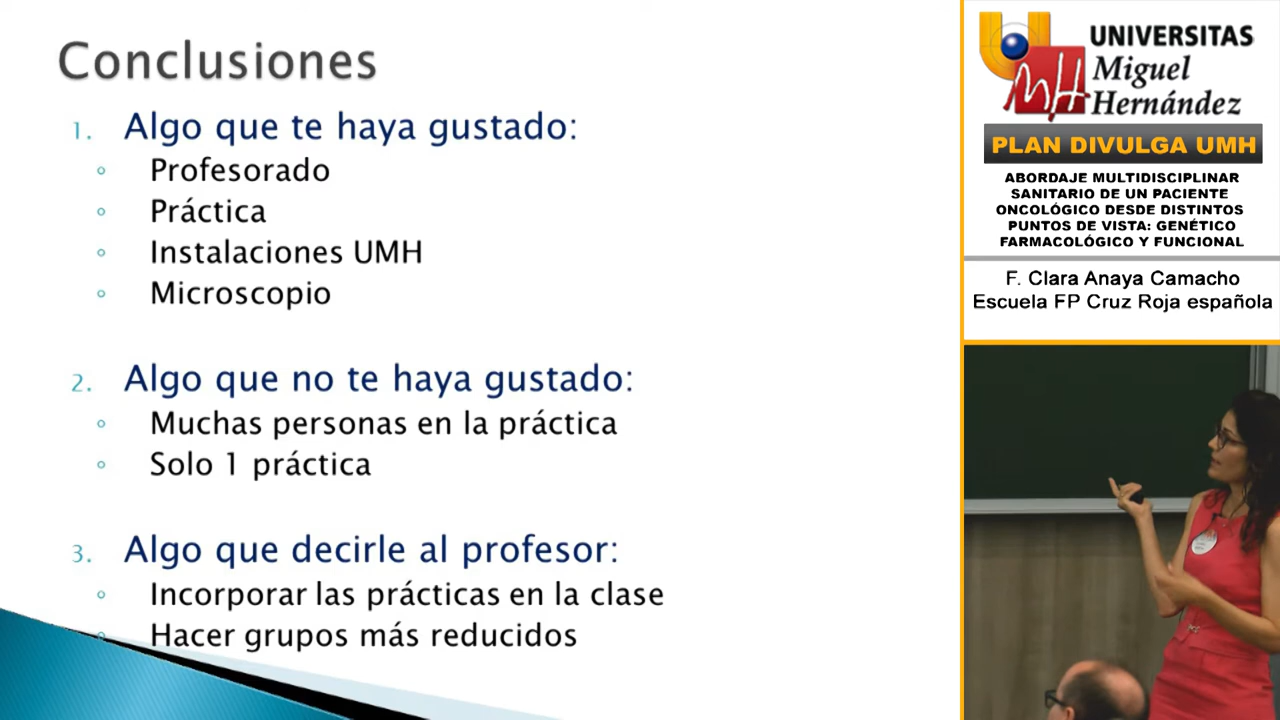 Conclusiones
1. Algo que te haya gustado:
Profesorado
Práctica
Instalaciones UMH
Microscopio
2. Algo que no te haya gustado:
Muchas personas en la práctica
Solo 1 práctica
3. Algo que decirle al profesor:
Incorporar las prácticas en la clase
Hacer grupos más reducidos
UNIVERSITAS
Miguel
Hernández
PLAN DIVULGA UMH
ABORDAJE MULTIDISCIPLINAR
SANITARIO DE UN PACIENTE
ONCOLÓGICO DESDE DISTINTOS
PUNTOS DE VISTA: GENÉTICO
FARMACOLÓGICO Y FUNCIONAL
F. Clara Anaya Camacho
Escuela FP Cruz Roja española